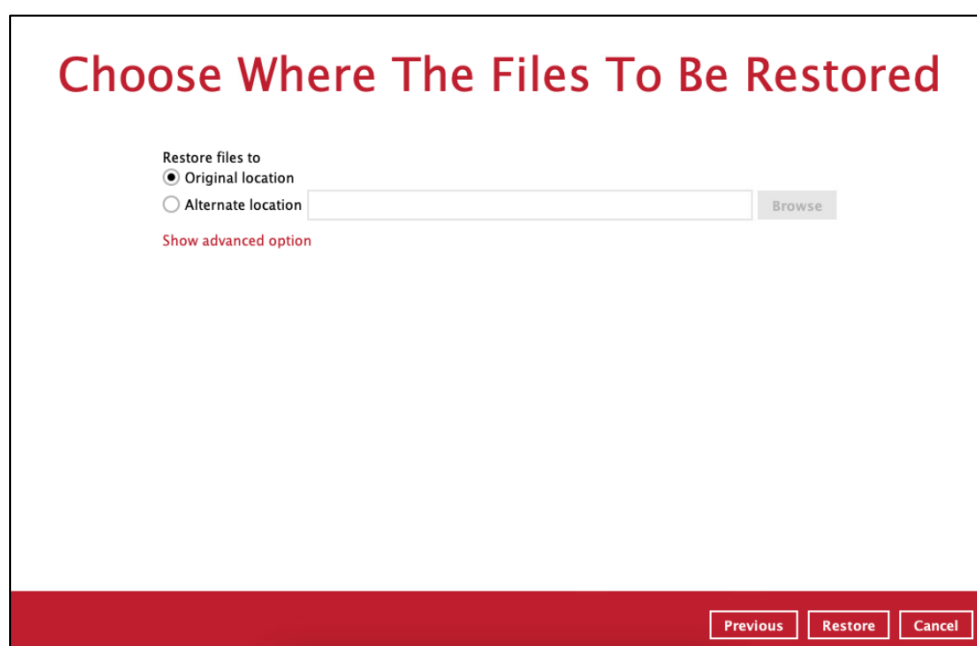 Choose Where The Files To Be Restored
Restore files to
Original location
Alternate location Browse
Show advanced option
Previous Restore Cancel